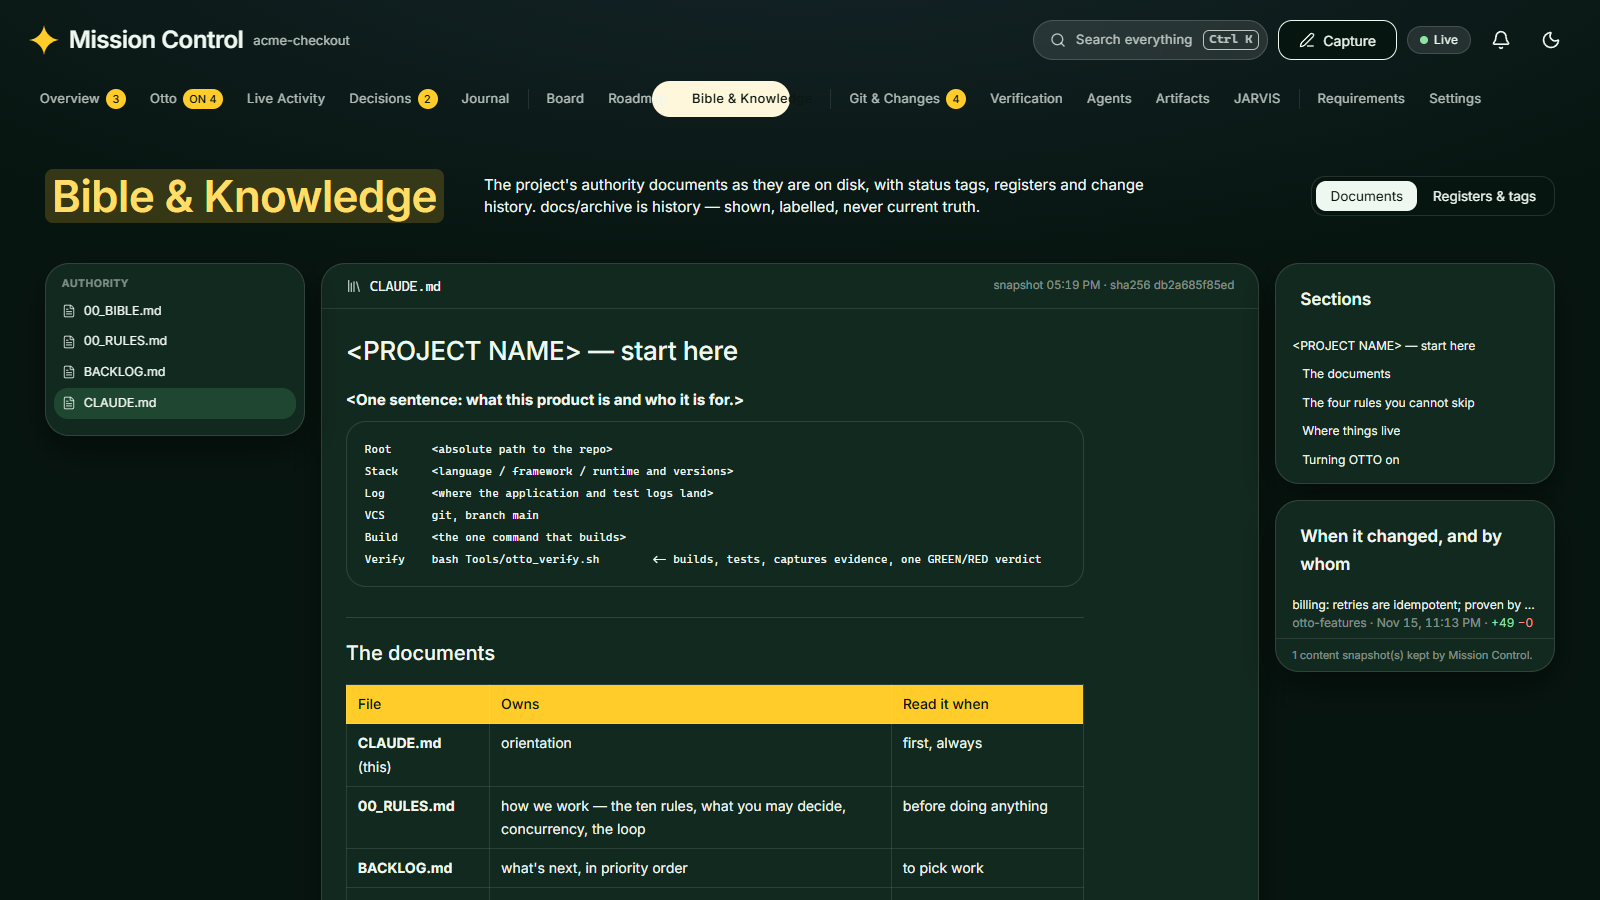 Mission Control acme-checkout
Search everything Ctrl K
Capture
Live
Overview 3 Otto ON 4 Live Activity Decisions 2 Journal Board Roadm Bible & Knowledge Git & Changes 4 Verification Agents Artifacts JARVIS Requirements Settings
Bible & Knowledge
The project's authority documents as they are on disk, with status tags, registers and change
history. docs/archive is history — shown, labelled, never current truth.
Documents Registers & tags
AUTHORITY
00_BIBLE.md
00_RULES.md
BACKLOG.md
CLAUDE.md
CLAUDE.md snapshot 05:19 PM · sha256 db2a685f85ed
<PROJECT NAME> — start here
<One sentence: what this product is and who it is for.>
Root <absolute path to the repo>
Stack <language / framework / runtime and versions>
Log <where the application and test logs land>
VCS git, branch main
Build <the one command that builds>
Verify bash Tools/otto_verify.sh ← builds, tests, captures evidence, one GREEN/RED verdict
The documents
File Owns Read it when
CLAUDE.md orientation first, always
(this)
00_RULES.md how we work — the ten rules, what you may decide, before doing anything
concurrency, the loop
BACKLOG.md what's next, in priority order to pick work
Sections
<PROJECT NAME> — start here
The documents
The four rules you cannot skip
Where things live
Turning OTTO on
When it changed, and by
whom
billing: retries are idempotent; proven by ...
otto-features · Nov 15, 11:13 PM · +49 −0
1 content snapshot(s) kept by Mission Control.